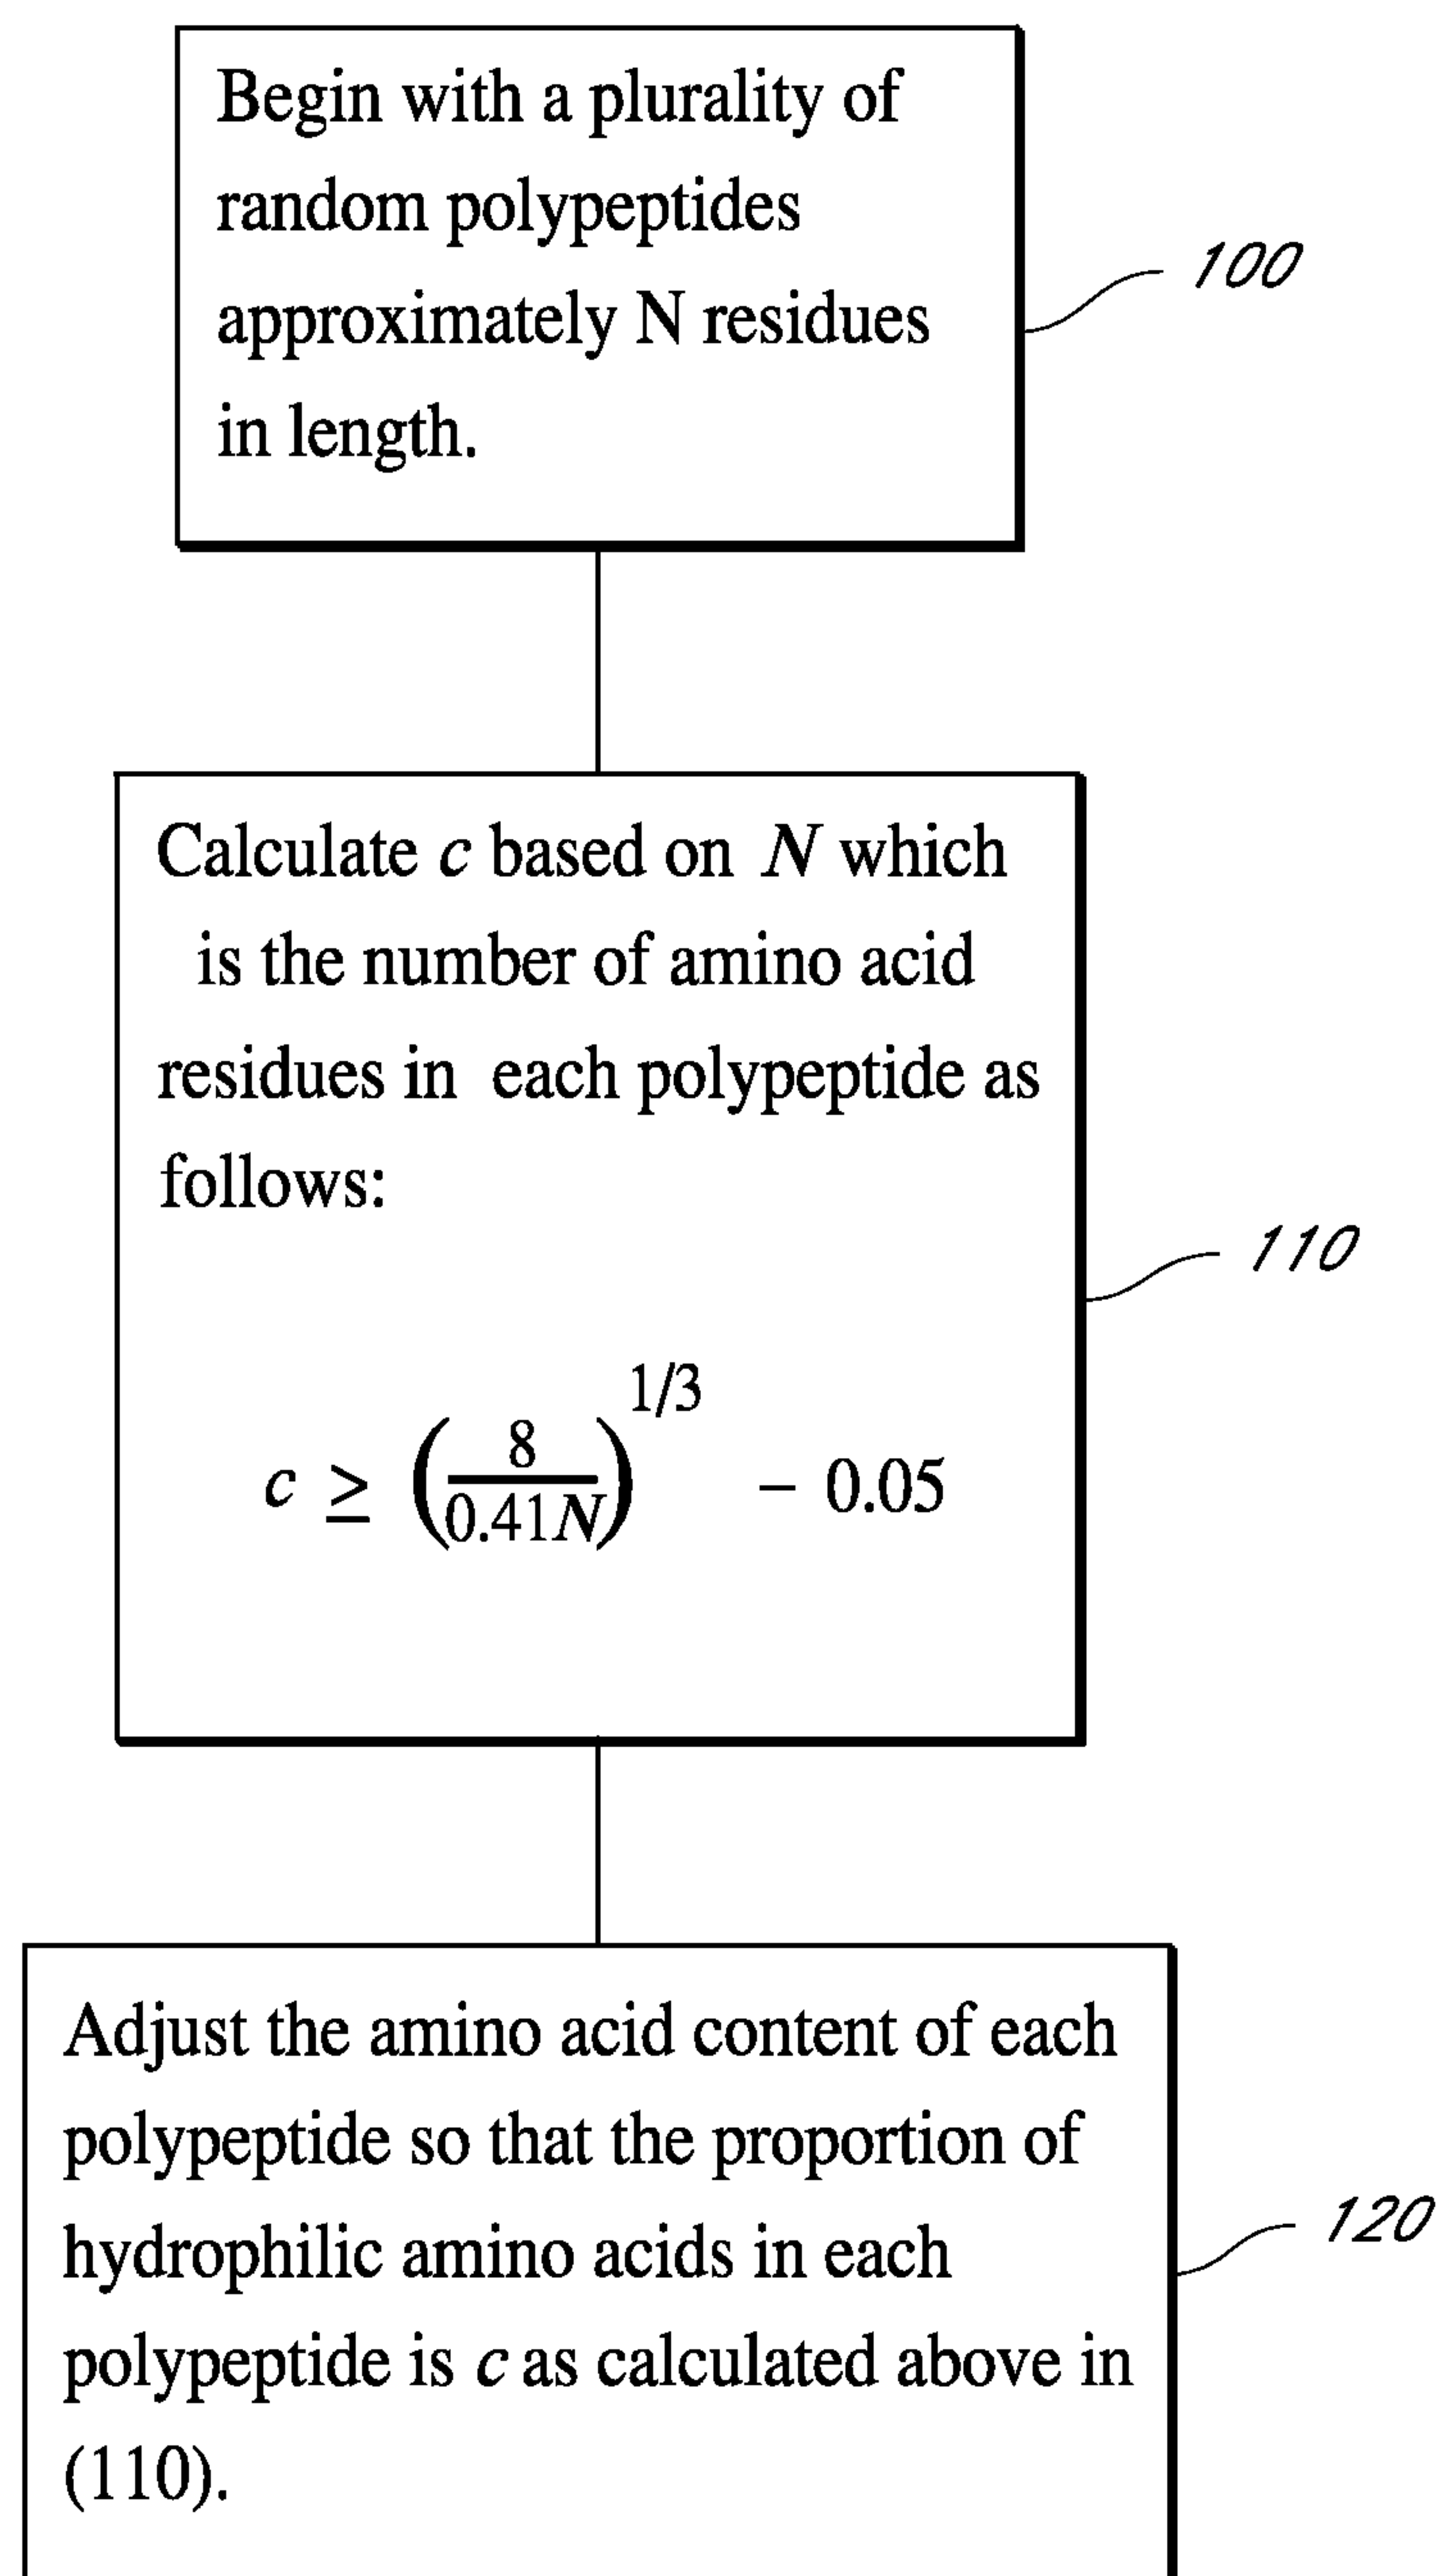 Begin with a plurality of
random polypeptides
approximately N residues
in length.
100
Calculate c based on N which
is the number of amino acid
residues in each polypeptide as
follows:
c ≥ (8/0.41N)^1/3 − 0.05
110
Adjust the amino acid content of each
polypeptide so that the proportion of
hydrophilic amino acids in each
polypeptide is c as calculated above in
(110).
120